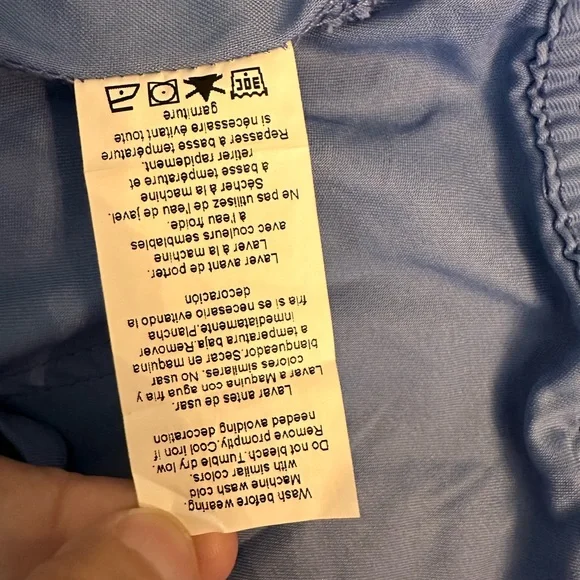 Wash before wearing.
Machine wash cold
with similar colors.
Do not bleach.Tumble dry low.
Remove promptly.Cool iron if
needed avoiding decoration
Lavar antes de usar.
Lavar a Maquina con agua fria y
colores similares. No usar
blanqueador.Secar en maquina
a temperatura baja.Remover
inmediatamente.Plancha
fria si es necesario evitando la
decoración
Laver avant de porter.
Laver à la machine
avec couleurs semblables
à l'eau froide.
Ne pas utilisez de l'eau de javel.
Sécher à la machine
à basse température et
retirer rapidement.
Repasser à basse température
si nécessaire évitant toute
garniture